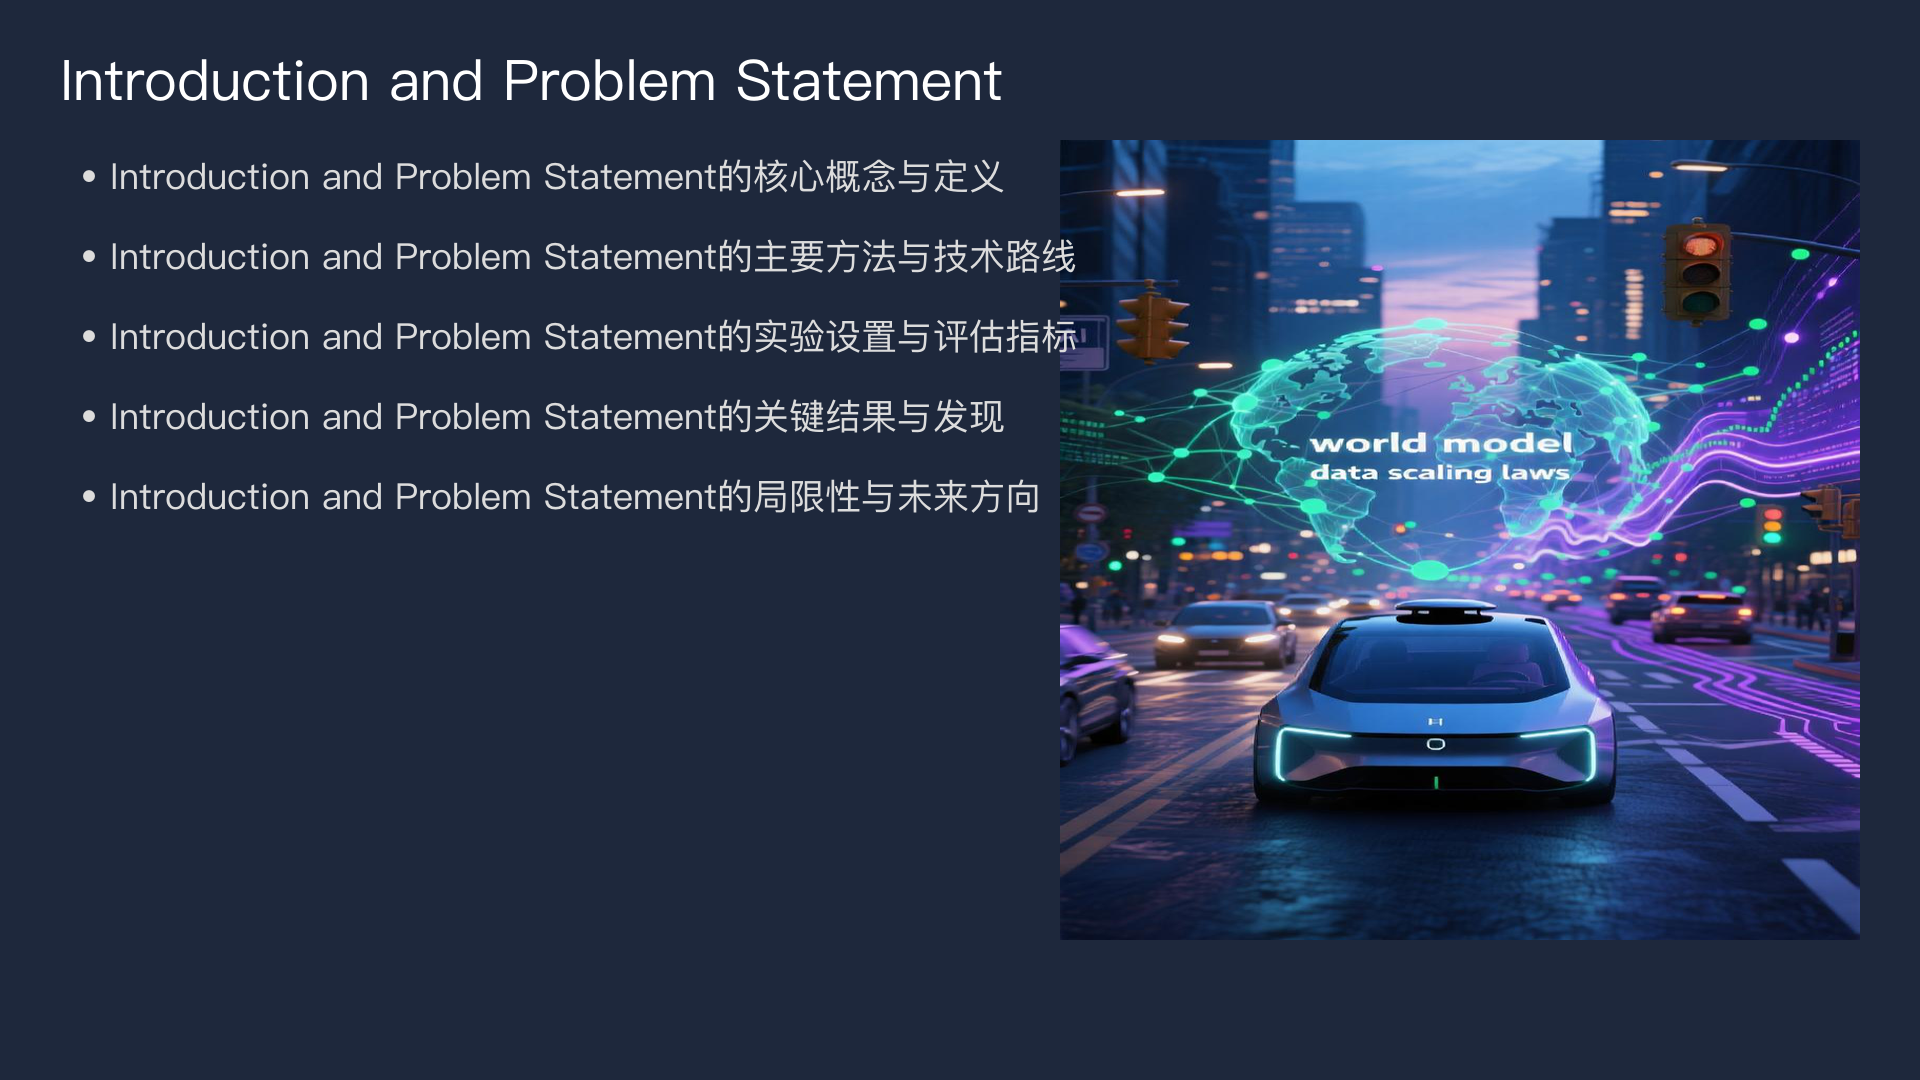 Introduction and Problem Statement
• Introduction and Problem Statement的核心概念与定义
• Introduction and Problem Statement的主要方法与技术路线
• Introduction and Problem Statement的实验设置与评估指标
• Introduction and Problem Statement的关键结果与发现
• Introduction and Problem Statement的局限性与未来方向
world model
data scaling laws